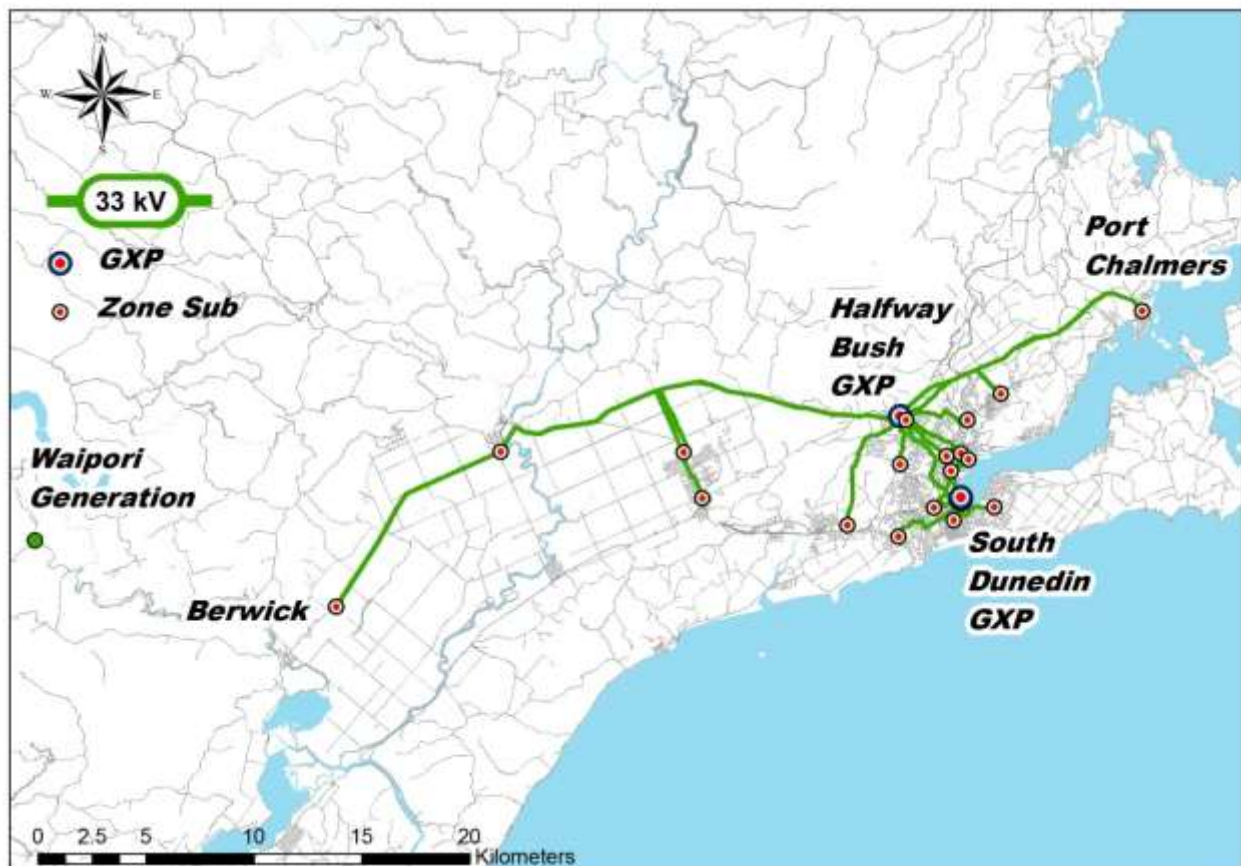 N
W E
S
33 kV
GXP
Zone Sub
Port
Chalmers
Halfway
Bush
GXP
Waipori
Generation
Berwick
South
Dunedin
GXP
0 2.5 5 10 15 20
Kilometers